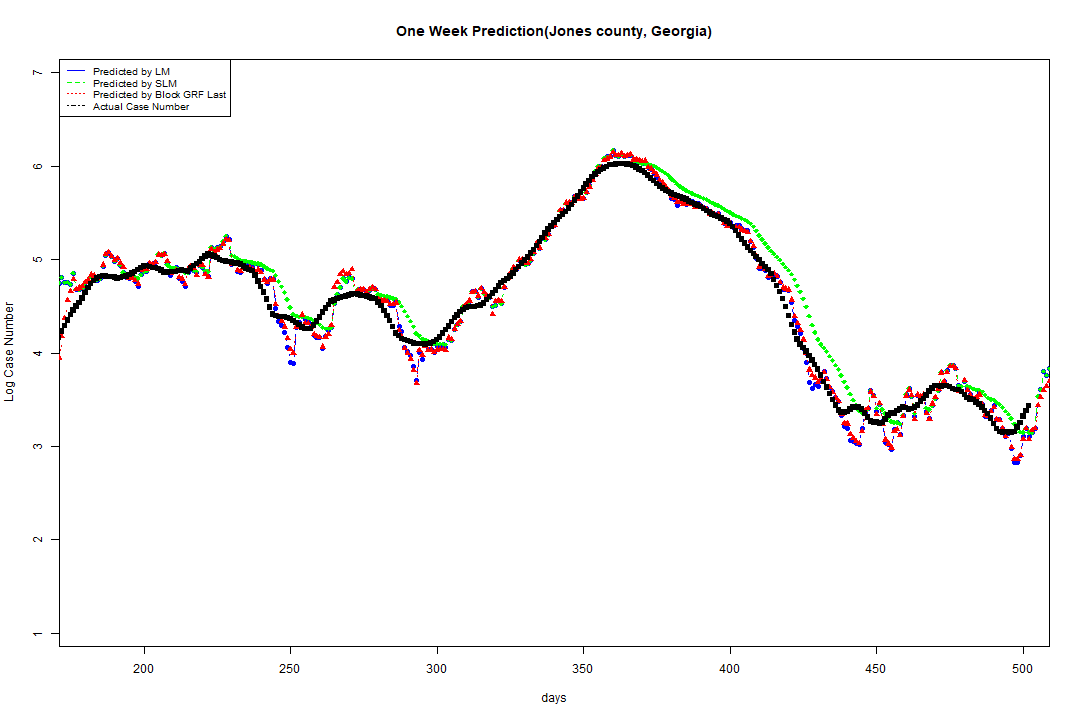 One Week Prediction(Jones county, Georgia)
Predicted by LM
Predicted by SLM
Predicted by Block GRF Last
Actual Case Number
7
6
5
4
3
2
1
Log Case Number
200 250 300 350 400 450 500
days